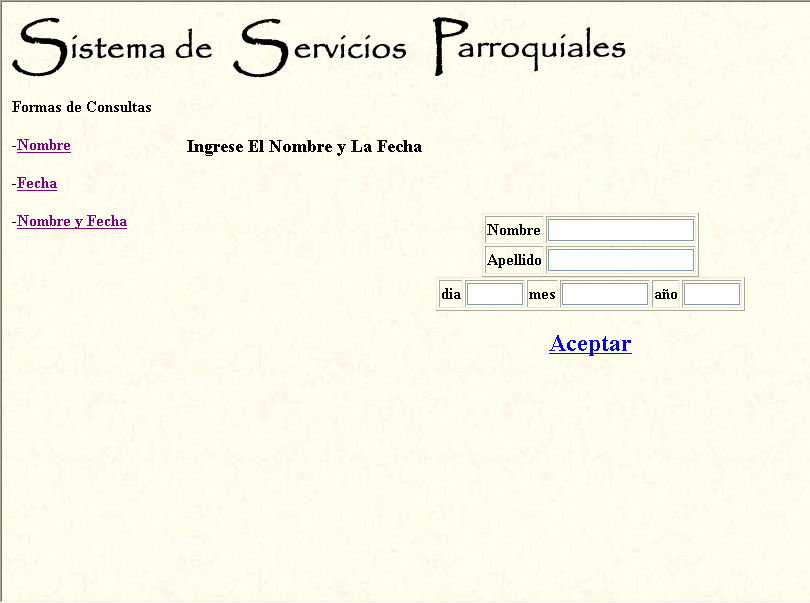 Sistema de Servicios Parroquiales
Formas de Consultas
-Nombre
-Fecha
-Nombre y Fecha
Ingrese El Nombre y La Fecha
Nombre
Apellido
dia mes año
Aceptar